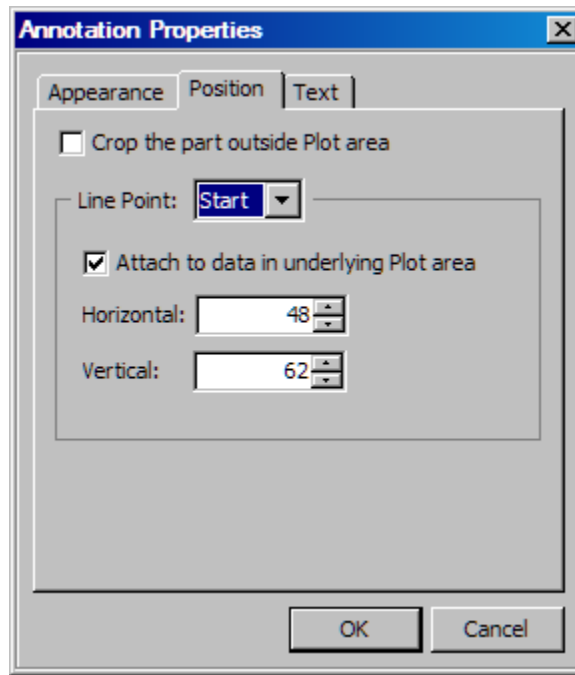 Annotation Properties
Appearance Position Text
Crop the part outside Plot area
Line Point: Start
Attach to data in underlying Plot area
Horizontal: 48
Vertical: 62
OK Cancel